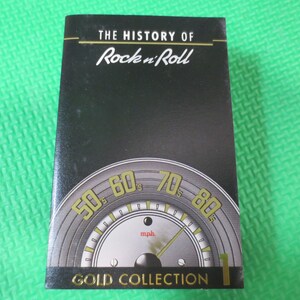 THE HISTORY OF
Rock n' Roll
50s 60s 70s 80s
mph
GOLD COLLECTION 1